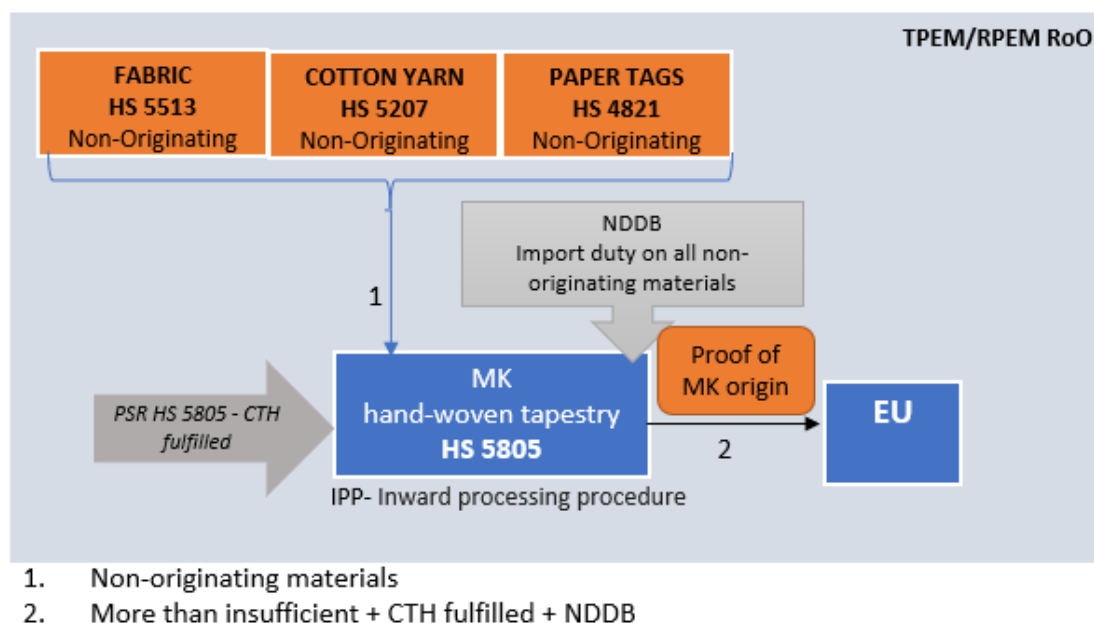 TPEM/RPEM RoO
FABRIC
HS 5513
Non-Originating
COTTON YARN
HS 5207
Non-Originating
PAPER TAGS
HS 4821
Non-Originating
NDDB
Import duty on all non-
originating materials
1
Proof of
MK origin
MK
hand-woven tapestry
HS 5805
PSR HS 5805 - CTH
fulfilled
EU
2
IPP- Inward processing procedure
1. Non-originating materials
2. More than insufficient + CTH fulfilled + NDDB